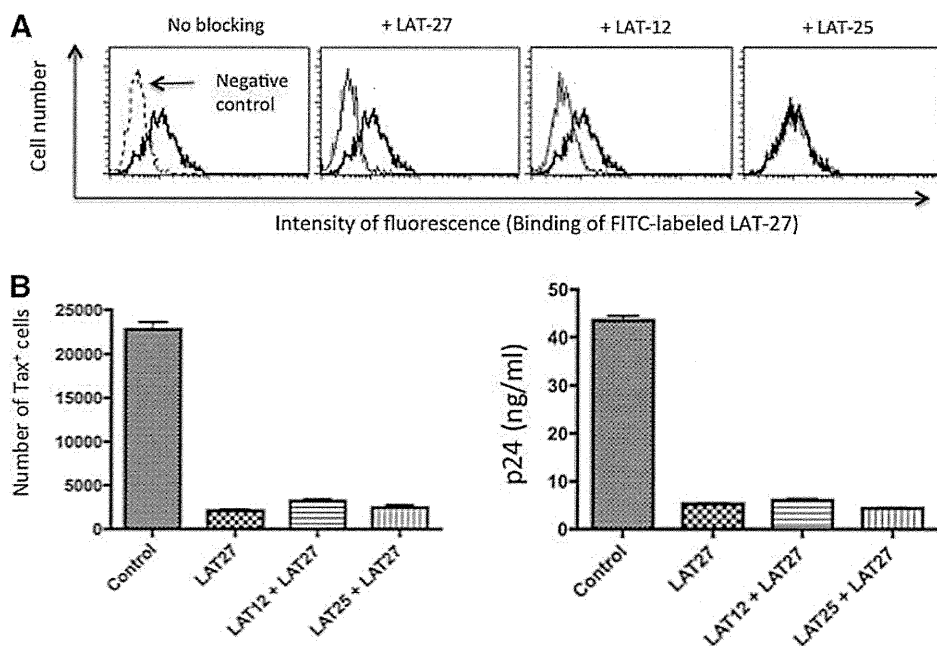 A
No blocking
+ LAT-27
+ LAT-12
+ LAT-25
Negative
control
Cell number
Intensity of fluorescence (Binding of FITC-labeled LAT-27)
B
Number of Tax⁺ cells
25000
20000
15000
10000
5000
0
Control
LAT27
LAT12 + LAT27
LAT25 + LAT27
p24 (ng/ml)
50
40
30
20
10
0
Control
LAT27
LAT12 + LAT27
LAT25 + LAT27